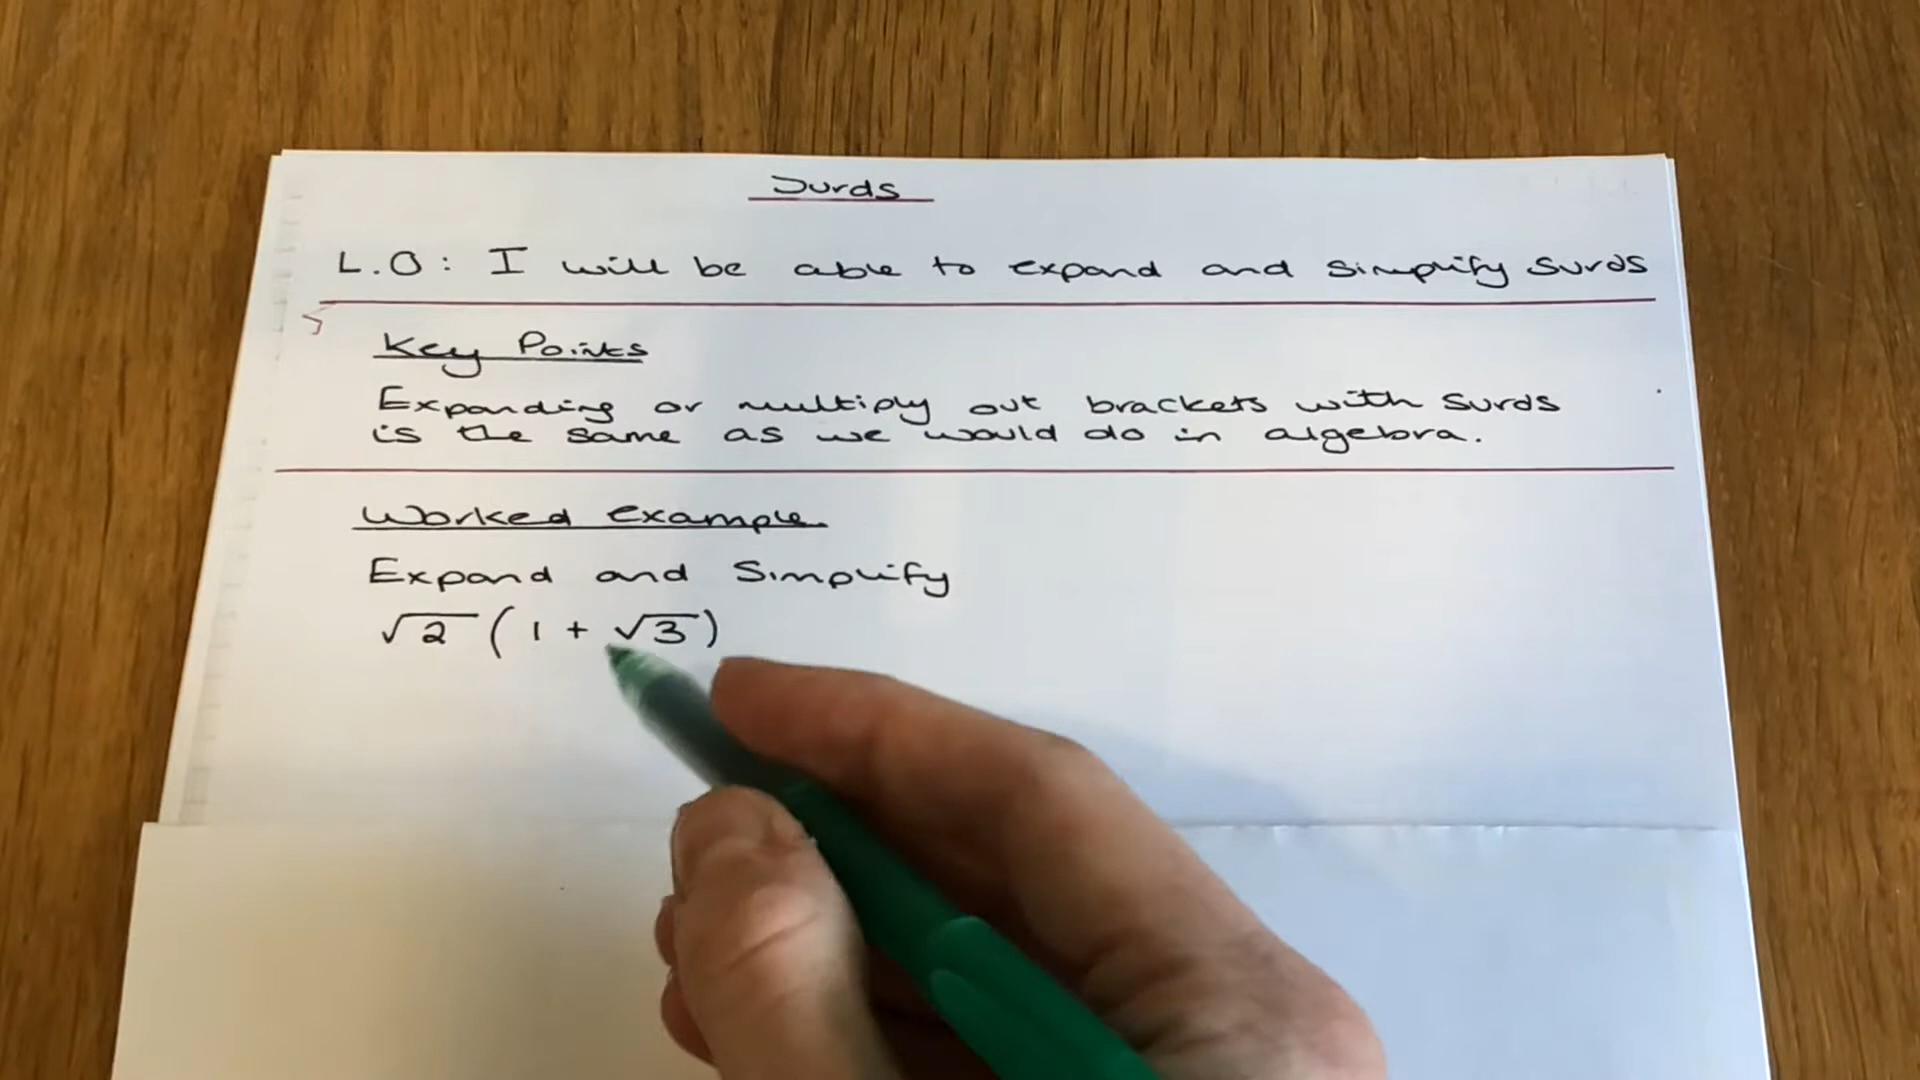 Surds
L.O: I will be able to expand and simplify surds
Key Points
Expanding or multiply out brackets with surds
is the same as we would do in algebra.
Worked example
Expand and Simplify
√2 (1 + √3)